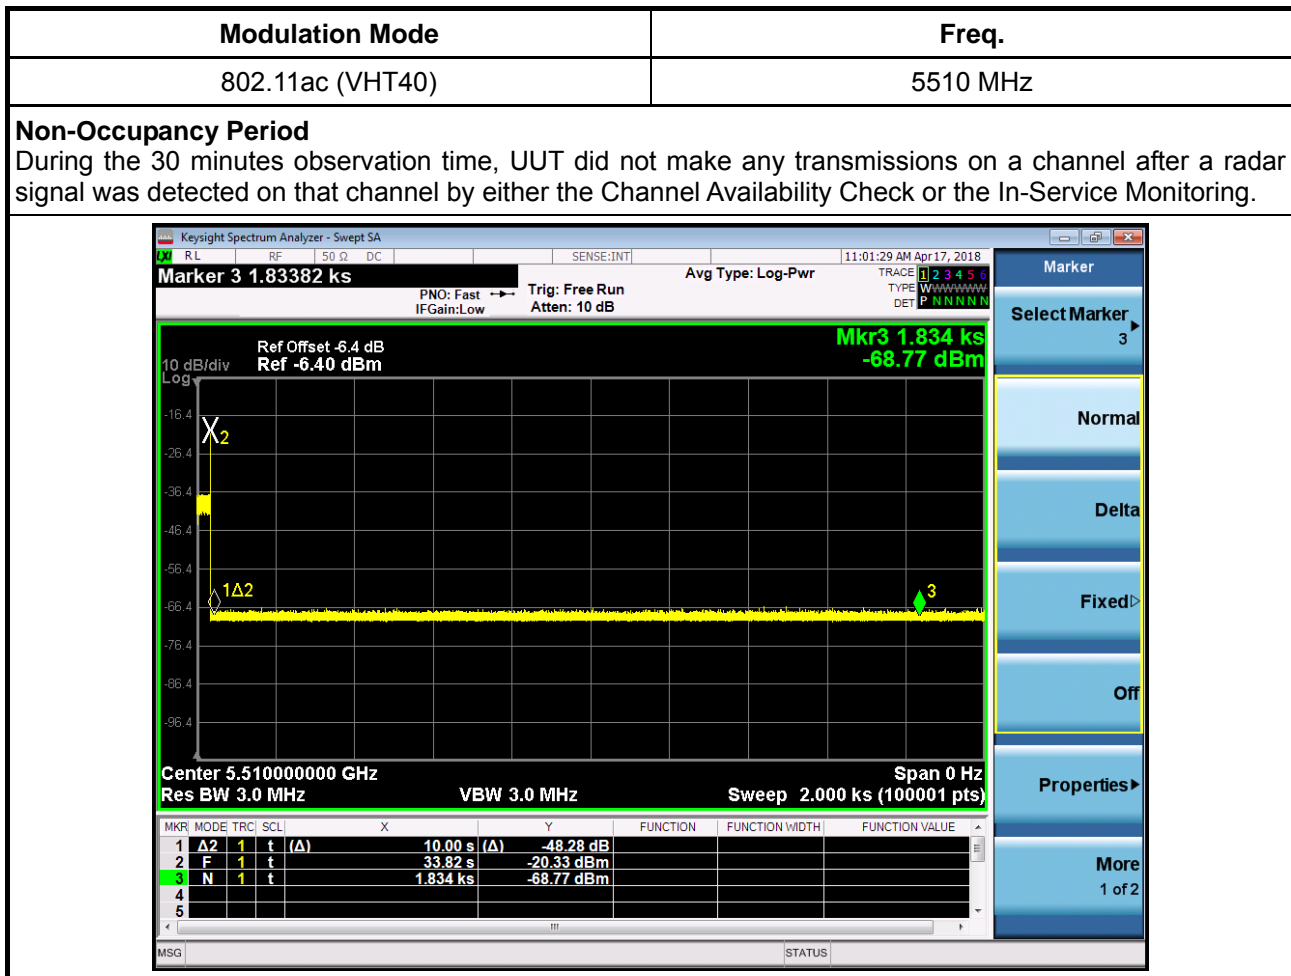 Modulation Mode Freq.
802.11ac (VHT40) 5510 MHz
Non-Occupancy Period
During the 30 minutes observation time, UUT did not make any transmissions on a channel after a radar
signal was detected on that channel by either the Channel Availability Check or the In-Service Monitoring.
Keysight Spectrum Analyzer - Swept SA
LXI RL RF 50 Ω DC SENSE:INT 11:01:29 AM Apr 17, 2018
Marker 3 1.83382 ks
PNO: Fast
IFGain:Low
Trig: Free Run
Atten: 10 dB
Avg Type: Log-Pwr
TRACE 1 2 3 4 5 6
TYPE WWWWWW
DET P N N N N N
Mkr3 1.834 ks
-68.77 dBm
Ref Offset -6.4 dB
10 dB/div Ref -6.40 dBm
Log
-16.4
-26.4
-36.4
-46.4
-56.4
-66.4
-76.4
-86.4
-96.4
X2
1Δ2
3
Center 5.510000000 GHz Span 0 Hz
Res BW 3.0 MHz VBW 3.0 MHz Sweep 2.000 ks (100001 pts)
MKR MODE TRC SCL X Y FUNCTION FUNCTION WIDTH FUNCTION VALUE
1 Δ2 1 t (Δ) 10.00 s (Δ) -48.28 dB
2 F 1 t 33.82 s -20.33 dBm
3 N 1 t 1.834 ks -68.77 dBm
4
5
MSG STATUS
Marker
Select Marker
3
Normal
Delta
Fixed
Off
Properties
More
1 of 2